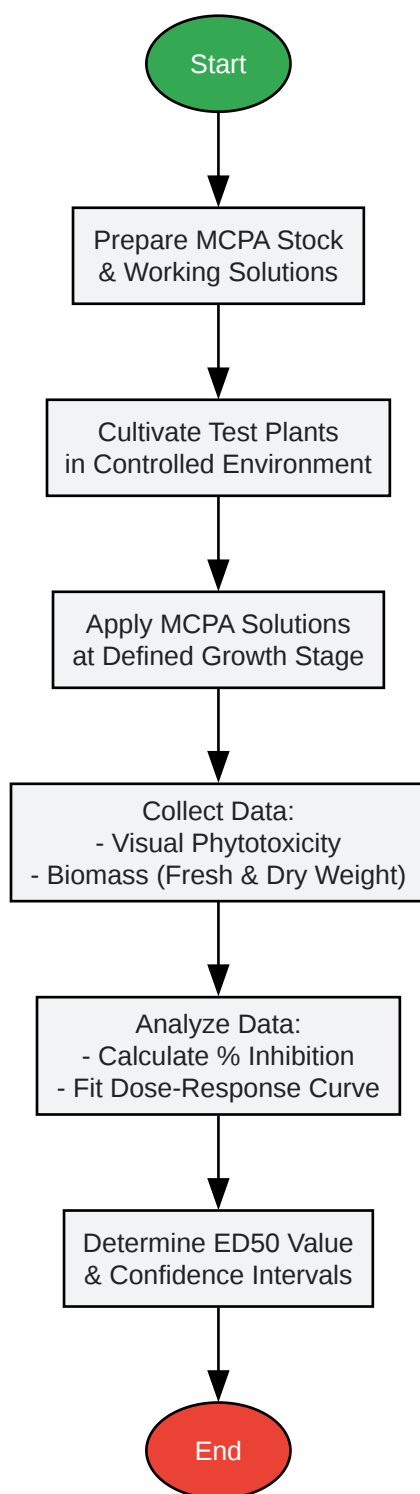 Start
Prepare MCPA Stock
& Working Solutions
Cultivate Test Plants
in Controlled Environment
Apply MCPA Solutions
at Defined Growth Stage
Collect Data:
- Visual Phytotoxicity
- Biomass (Fresh & Dry Weight)
Analyze Data:
- Calculate % Inhibition
- Fit Dose-Response Curve
Determine ED50 Value
& Confidence Intervals
End